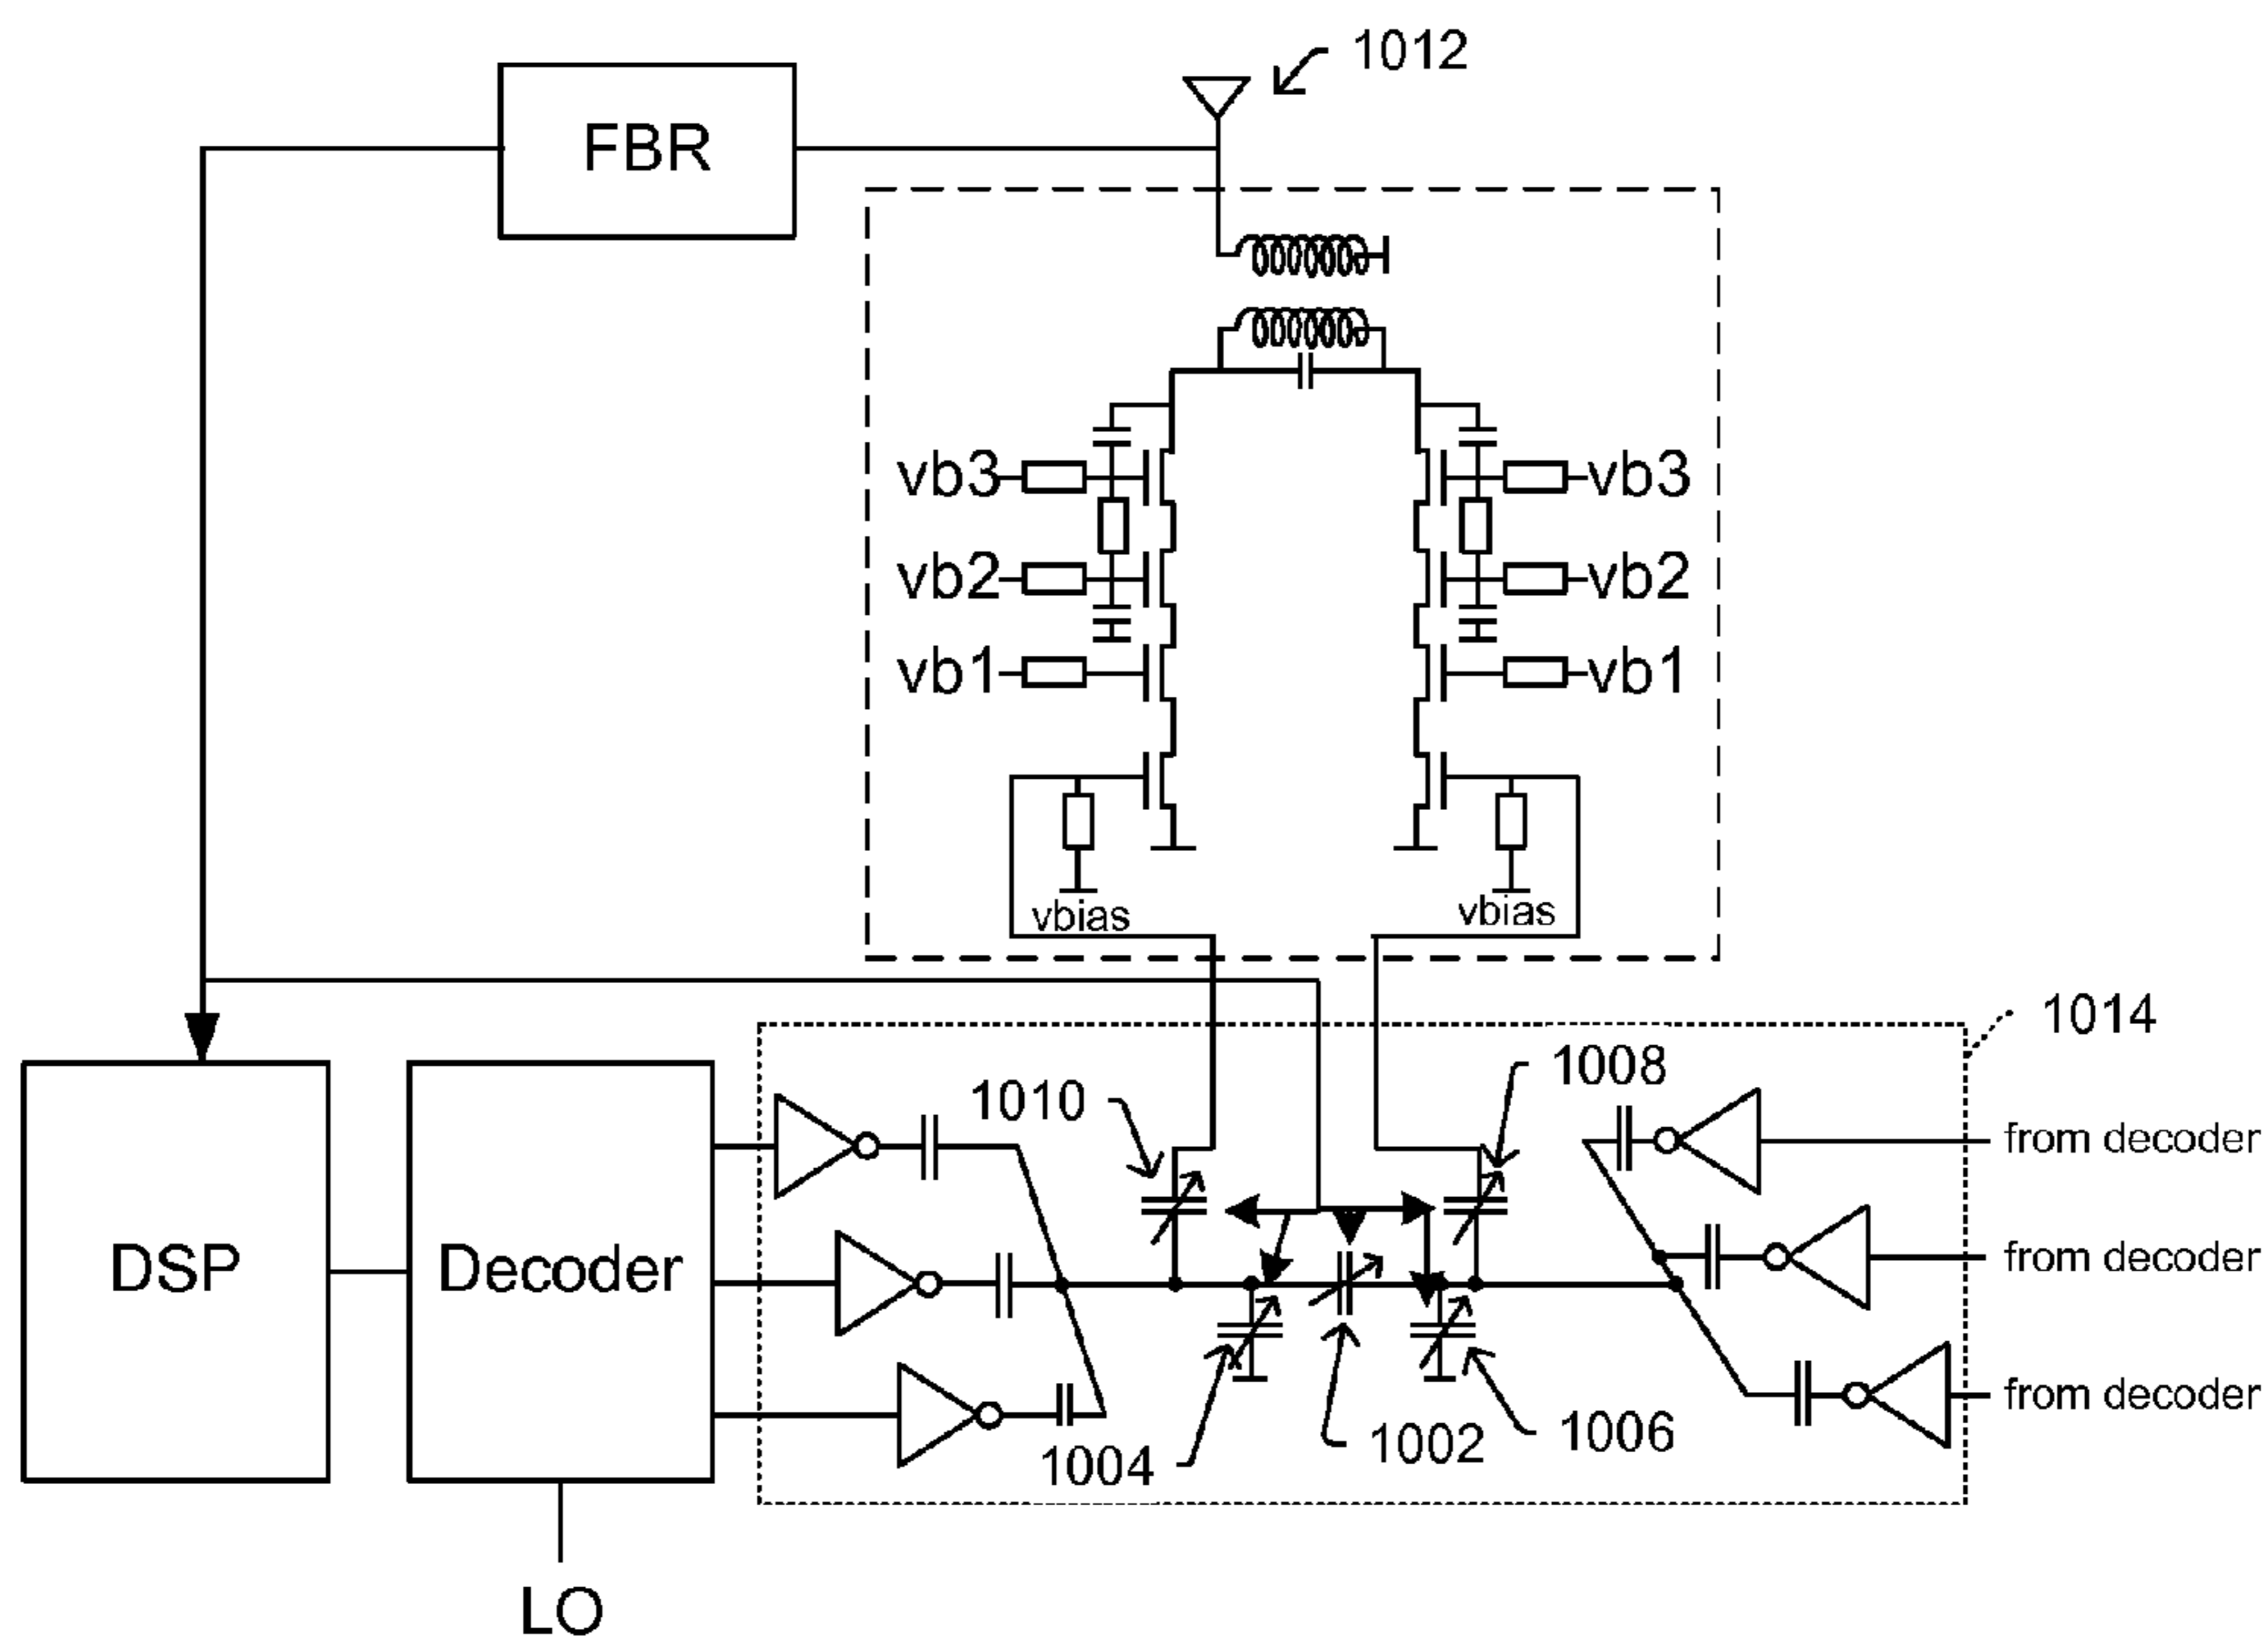 1012
FBR
vb3
vb3
vb2
vb2
vb1
vb1
vbias
vbias
1014
1010
1008
from decoder
DSP
Decoder
from decoder
from decoder
1004
1002
1006
LO